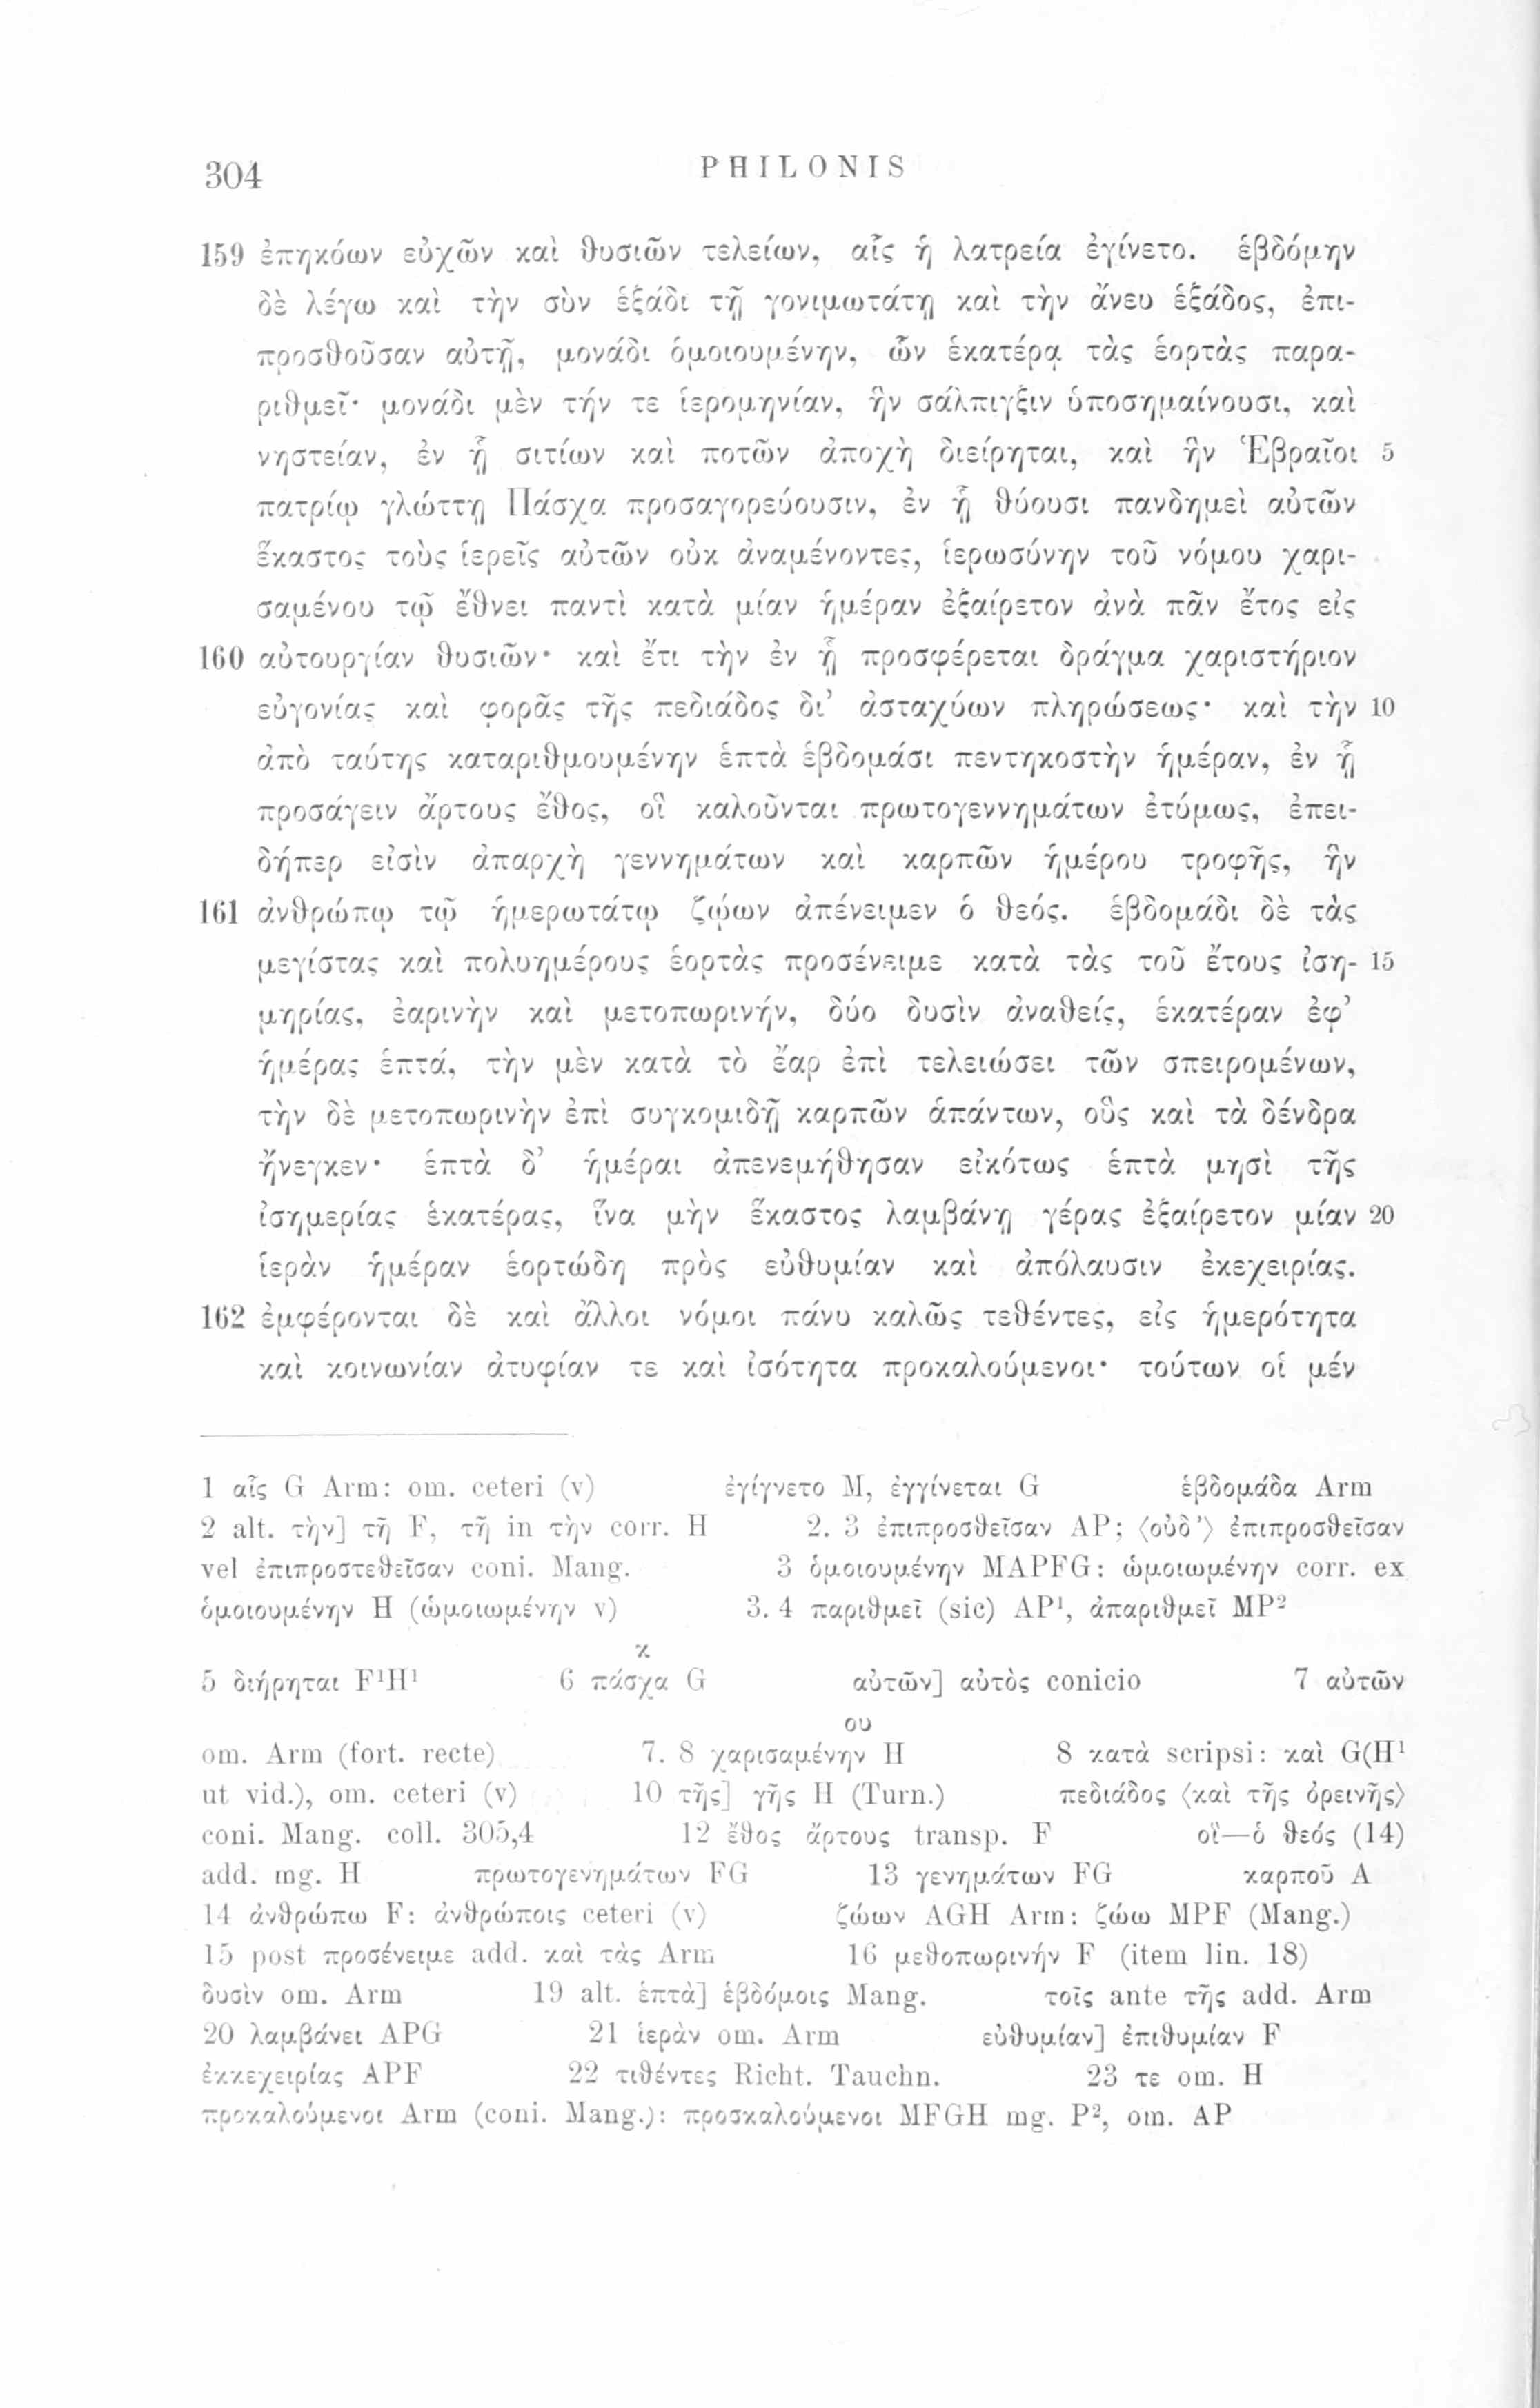 304 PHILONIS
159 ἐπηκόων εὐχῶν καὶ θυσιῶν τελείων, αἷς ἡ λατρεία ἐγίνετο. ἑβδόμην
δὲ λέγω καὶ τὴν σὺν ἑξάδι τῇ γονιμωτάτῃ καὶ τὴν ἄνευ ἑξάδος, ἐπι-
προσθοῦσαν αὐτῇ, μονάδι ὁμοιουμένην, ὧν ἑκατέρᾳ τὰς ἑορτὰς παρα-
ριθμεῖ· μονάδι μὲν τήν τε ἱερομηνίαν, ἣν σάλπιγξιν ὑποσημαίνουσι, καὶ
νηστείαν, ἐν ᾗ σιτίων καὶ ποτῶν ἀποχὴ διείρηται, καὶ ἣν Ἑβραῖοι 5
πατρίῳ γλώττῃ Πάσχα προσαγορεύουσιν, ἐν ᾗ θύουσι πανδημεὶ αὐτῶν
ἕκαστος τοὺς ἱερεῖς αὐτῶν οὐκ ἀναμένοντες, ἱερωσύνην τοῦ νόμου χαρι-
σαμένου τῷ ἔθνει παντὶ κατὰ μίαν ἡμέραν ἐξαίρετον ἀνὰ πᾶν ἔτος εἰς
160 αὐτουργίαν θυσιῶν· καὶ ἔτι τὴν ἐν ᾗ προσφέρεται δράγμα χαριστήριον
εὐγονίας καὶ φορᾶς τῆς πεδιάδος δι’ ἀσταχύων πληρώσεως· καὶ τὴν 10
ἀπὸ ταύτης καταριθμουμένην ἑπτὰ ἑβδομάσι πεντηκοστὴν ἡμέραν, ἐν ᾗ
προσάγειν ἄρτους ἔθος, οἳ καλοῦνται πρωτογεννημάτων ἐτύμως, ἐπει-
δήπερ εἰσὶν ἀπαρχὴ γεννημάτων καὶ καρπῶν ἡμέρου τροφῆς, ἣν
161 ἀνθρώπῳ τῷ ἡμερωτάτῳ ζῴων ἀπένειμεν ὁ θεός. ἑβδομάδι δὲ τὰς
μεγίστας καὶ πολυημέρους ἑορτὰς προσένειμε κατὰ τὰς τοῦ ἔτους ἰση- 15
μηρίας, ἐαρινὴν καὶ μετοπωρινήν, δύο δυσὶν ἀναθείς, ἑκατέραν ἐφ’
ἡμέρας ἑπτά, τὴν μὲν κατὰ τὸ ἔαρ ἐπὶ τελειώσει τῶν σπειρομένων,
τὴν δὲ μετοπωρινὴν ἐπὶ συγκομιδῇ καρπῶν ἁπάντων, οὓς καὶ τὰ δένδρα
ἤνεγκεν· ἑπτὰ δ’ ἡμέραι ἀπενεμήθησαν εἰκότως ἑπτὰ μησὶ τῆς
ἰσημερίας ἑκατέρας, ἵνα μὴν ἕκαστος λαμβάνῃ γέρας ἐξαίρετον μίαν 20
ἱερὰν ἡμέραν ἑορτώδη πρὸς εὐθυμίαν καὶ ἀπόλαυσιν ἐκεχειρίας.
162 ἐμφέρονται δὲ καὶ ἄλλοι νόμοι πάνυ καλῶς τεθέντες, εἰς ἡμερότητα
καὶ κοινωνίαν ἀτυφίαν τε καὶ ἰσότητα προκαλούμενοι· τούτων οἱ μέν
1 αἷς G Arm: om. ceteri (v) ἐγίγνετο M, ἐγγίνεται G ἑβδομάδα Arm
2 alt. τὴν] τῇ F, τῇ in τὴν corr. H 2. 3 ἐπιπροσθεῖσαν AP; ⟨οὐδ’⟩ ἐπιπροσθεῖσαν
vel ἐπιπροστεθεῖσαν coni. Mang. 3 ὁμοιουμένην MAPFG: ὡμοιωμένην corr. ex
ὁμοιουμένην H (ὡμοιωμένην v) 3. 4 παριθμεῖ (sic) AP¹, ἀπαριθμεῖ MP²
κ
5 διήρηται F¹H¹ 6 πάσχα G αὐτῶν] αὐτὸς conicio 7 αὐτῶν
ου
om. Arm (fort. recte) 7. 8 χαρισαμένην H 8 κατὰ scripsi: καὶ G(H¹
ut vid.), om. ceteri (v) 10 τῆς] γῆς H (Turn.) πεδιάδος ⟨καὶ τῆς ὀρεινῆς⟩
coni. Mang. coll. 305,4 12 ἔθος ἄρτους transp. F οἳ—ὁ θεός (14)
add. mg. H πρωτογενημάτων FG 13 γενημάτων FG καρποῦ A
14 ἀνθρώπω F: ἀνθρώποις ceteri (v) ζώων AGH Arm: ζώω MPF (Mang.)
15 post προσένειμε add. καὶ τὰς Arm 16 μεθοπωρινήν F (item lin. 18)
δυσὶν om. Arm 19 alt. ἑπτὰ] ἑβδόμοις Mang. τοῖς ante τῆς add. Arm
20 λαμβάνει APG 21 ἱερὰν om. Arm εὐθυμίαν] ἐπιθυμίαν F
ἐκκεχειρίας APF 22 τιθέντες Richt. Tauchn. 23 τε om. H
προκαλούμενοι Arm (coni. Mang.): προσκαλούμενοι MFGH mg. P², om. AP